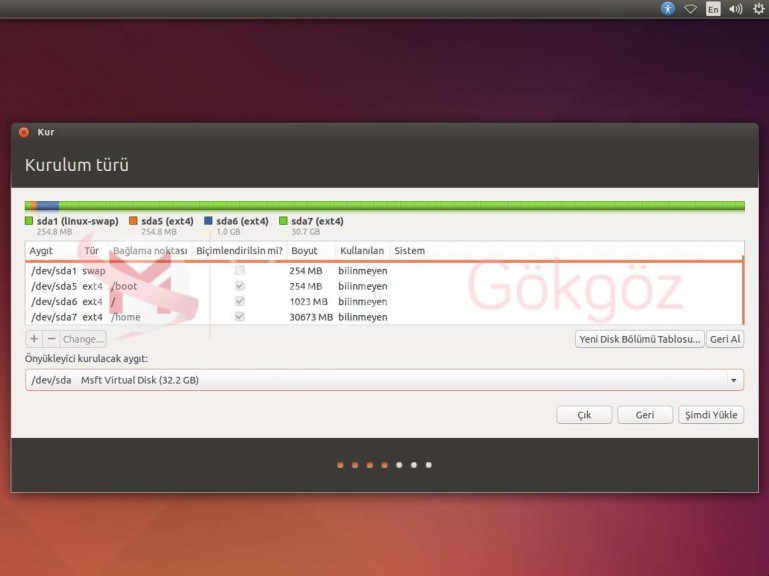 En
Kur
Kurulum türü
sda1 (linux-swap) sda5 (ext4) sda6 (ext4) sda7 (ext4)
254.8 MB 254.8 MB 1.0 GB 30.7 GB
Aygıt Tür Bağlama noktası Biçimlendirilsin mi? Boyut Kullanılan Sistem
/dev/sda1 swap 254 MB bilinmeyen
/dev/sda5 ext4 /boot 254 MB bilinmeyen
/dev/sda6 ext4 / 1023 MB bilinmeyen
/dev/sda7 ext4 /home 30673 MB bilinmeyen
Gökgöz
+ − Change... Yeni Disk Bölümü Tablosu... Geri Al
Önyükleyici kurulacak aygıt:
/dev/sda Msft Virtual Disk (32.2 GB)
Çık Geri Şimdi Yükle